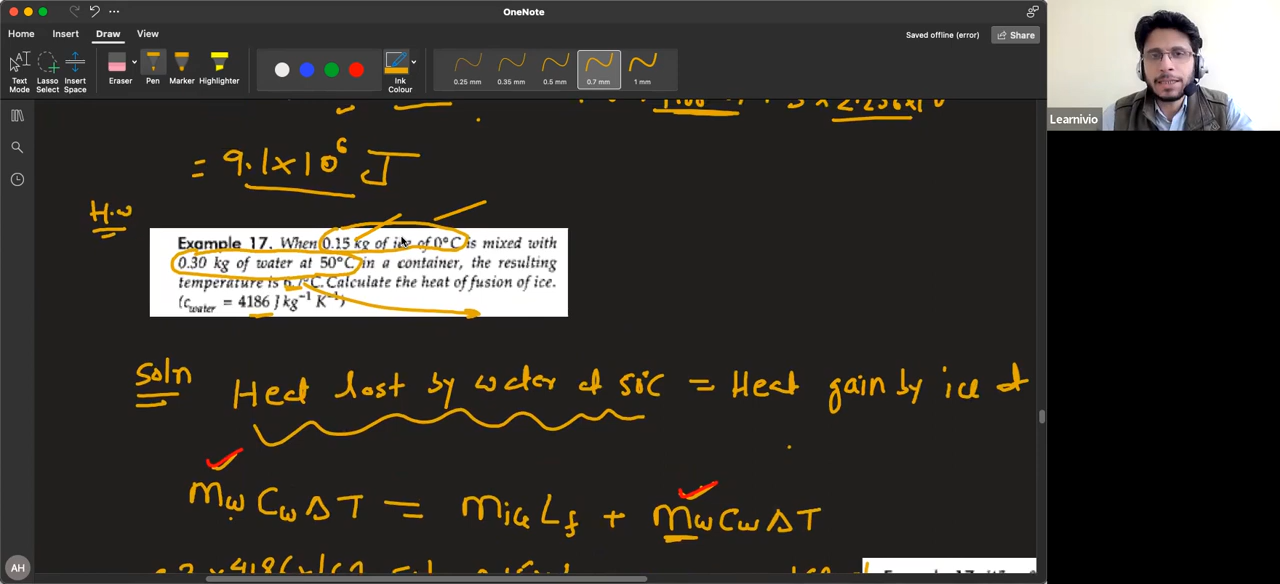 OneNote
Home Insert Draw View
Saved offline (error) Share
Text Mode Lasso Select Insert Space Eraser Pen Marker Highlighter Ink Colour 0.25 mm 0.35 mm 0.5 mm 0.7 mm 1 mm
Learnivio
= 9.1×10⁶ J
H.w
Example 17. When 0.15 kg of ice of 0°C is mixed with
0.30 kg of water at 50°C in a container, the resulting
temperature is 6.7°C. Calculate the heat of fusion of ice.
(c_water = 4186 J kg⁻¹ K⁻¹)
Soln Heat lost by water at 50°C = Heat gain by ice at
m_w C_w ΔT = m_ice L_f + m_w C_w ΔT
AH